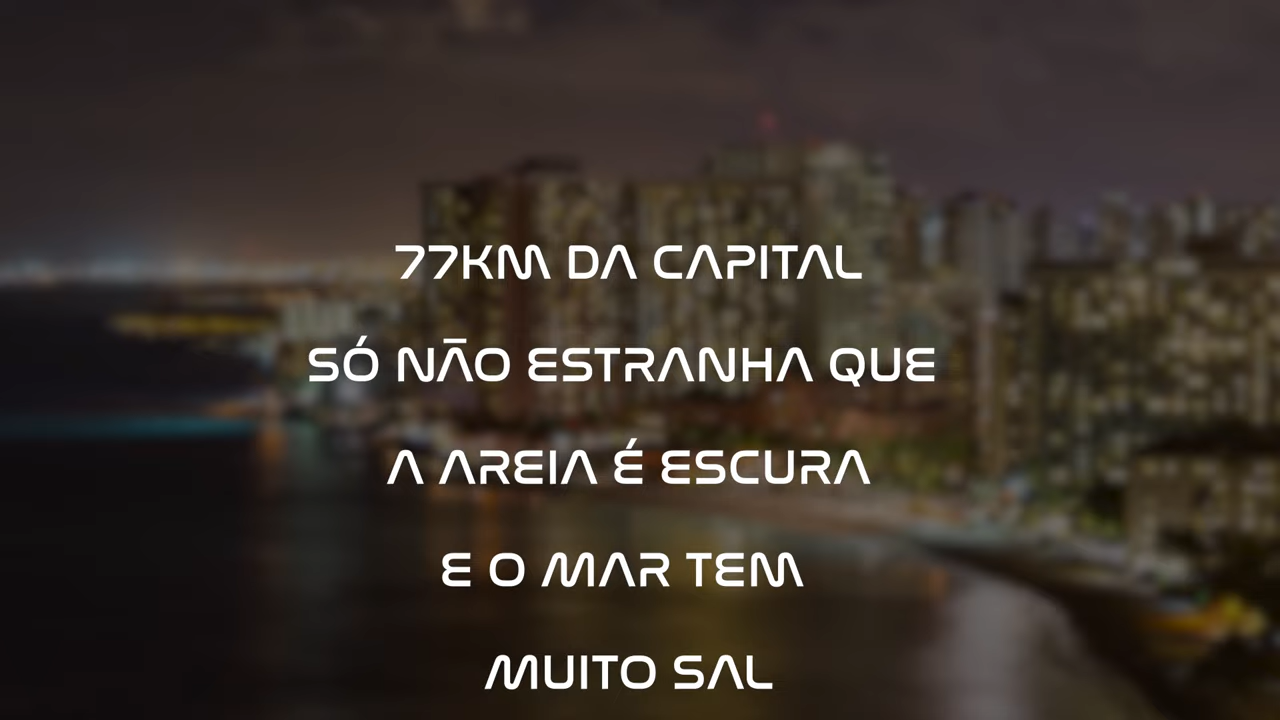 77KM DA CAPITAL
SÓ NÃO ESTRANHA QUE
A AREIA É ESCURA
E O MAR TEM
MUITO SAL